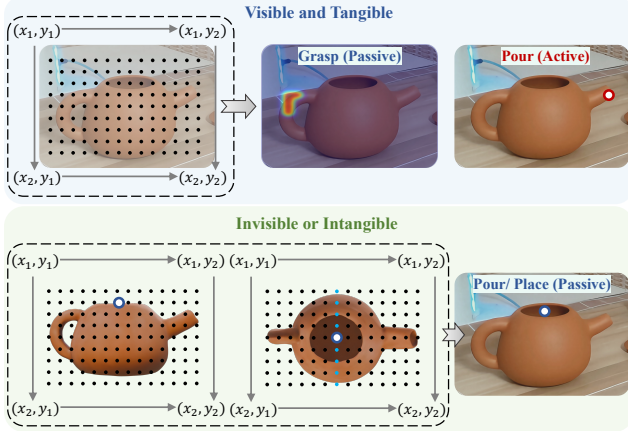 Visible and Tangible
(x₁, y₁) (x₁, y₂)
Grasp (Passive)
Pour (Active)
(x₂, y₁) (x₂, y₂)
Invisible or Intangible
(x₁, y₁) (x₁, y₂) (x₁, y₁) (x₁, y₂)
Pour/ Place (Passive)
(x₂, y₁) (x₂, y₂) (x₂, y₁) (x₂, y₂)